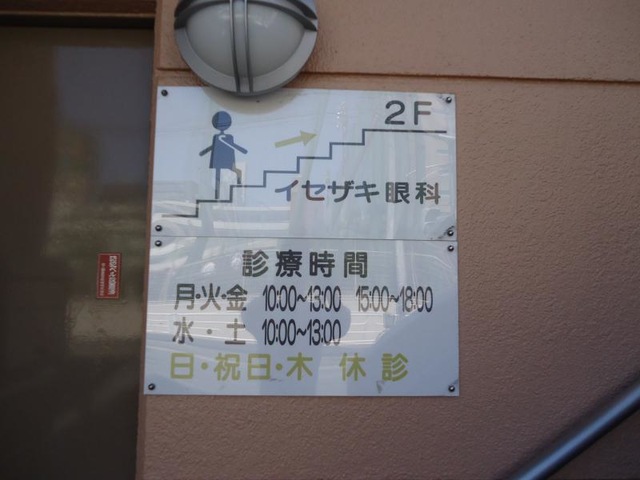 2F
イセザキ眼科
診療時間
月・火・金 10:00～13:00 15:00～18:00
水・土 10:00～13:00
日・祝日・木 休診